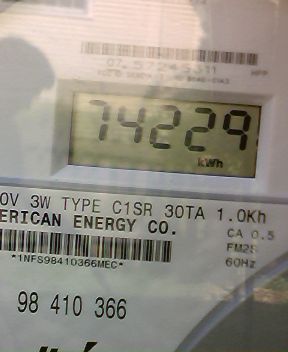 74229
kWh
0V 3W TYPE C1SR 30TA 1.0Kh
ERICAN ENERGY CO.
CA 0.5
FM2S
*1NFS98410366MEC*
60Hz
98 410 366